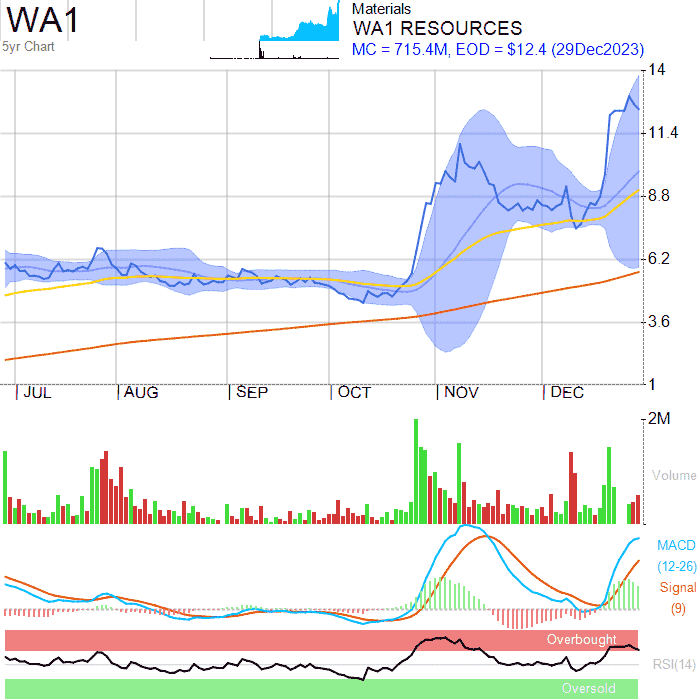 WA1
5yr Chart
Materials
WA1 RESOURCES
MC = 715.4M, EOD = $12.4 (29Dec2023)
14
11.4
8.8
6.2
3.6
1
JUL AUG SEP OCT NOV DEC
2M
Volume
MACD
(12-26)
Signal
(9)
Overbought
RSI(14)
Oversold